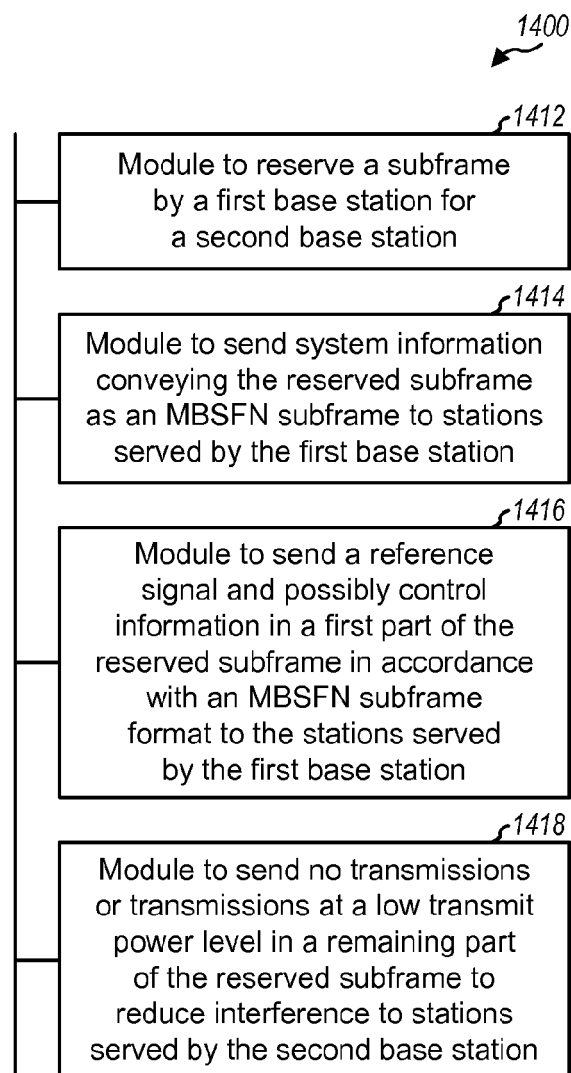 1400
1412
Module to reserve a subframe
by a first base station for
a second base station
1414
Module to send system information
conveying the reserved subframe
as an MBSFN subframe to stations
served by the first base station
1416
Module to send a reference
signal and possibly control
information in a first part of the
reserved subframe in accordance
with an MBSFN subframe
format to the stations served
by the first base station
1418
Module to send no transmissions
or transmissions at a low transmit
power level in a remaining part
of the reserved subframe to
reduce interference to stations
served by the second base station